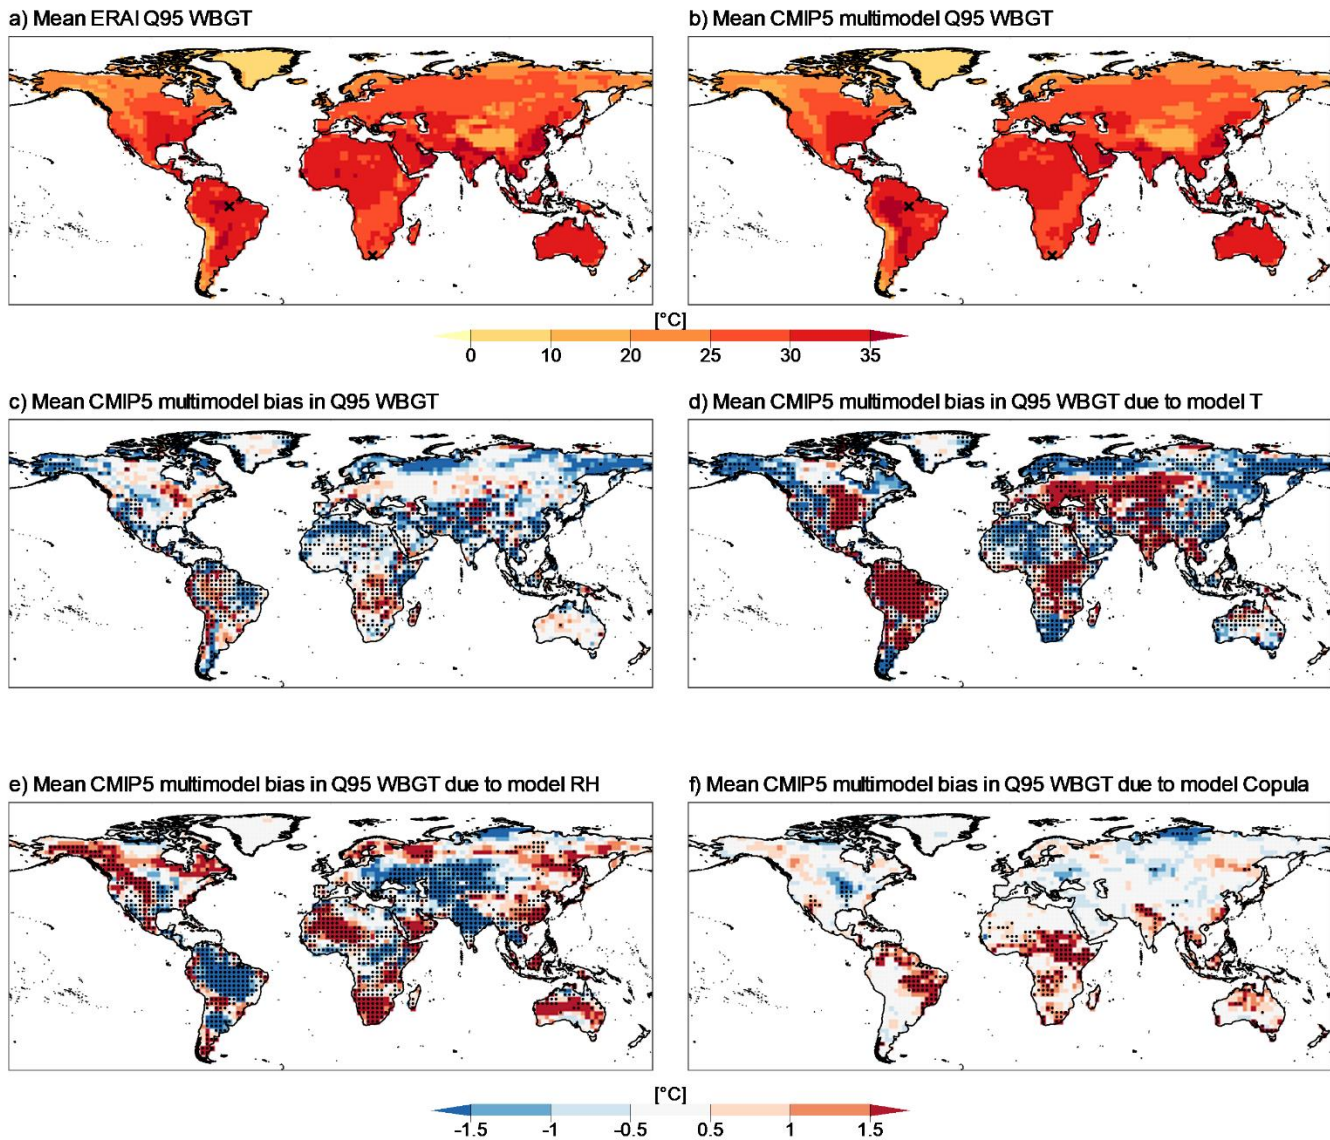 a) Mean ERAI Q95 WBGT
b) Mean CMIP5 multimodel Q95 WBGT
[°C]
0 10 20 25 30 35
c) Mean CMIP5 multimodel bias in Q95 WBGT
d) Mean CMIP5 multimodel bias in Q95 WBGT due to model T
e) Mean CMIP5 multimodel bias in Q95 WBGT due to model RH
f) Mean CMIP5 multimodel bias in Q95 WBGT due to model Copula
[°C]
-1.5 -1 -0.5 0.5 1 1.5